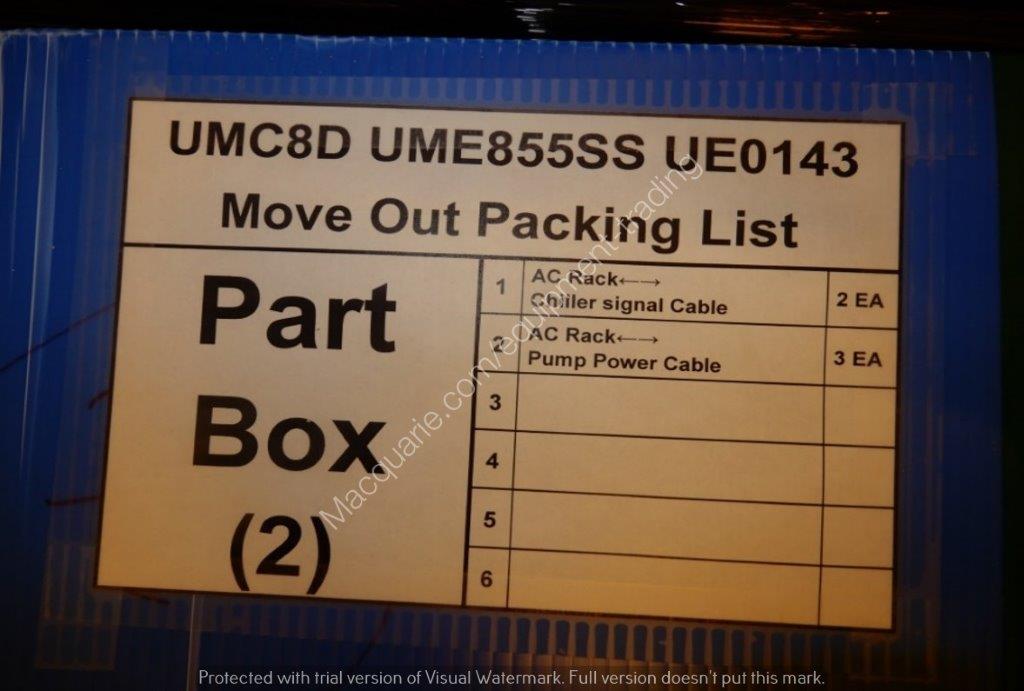 UMC8D UME855SS UE0143
Move Out Packing List
Part
Box
(2)
1 AC Rack←→
Chiller signal Cable 2 EA
2 AC Rack←→
Pump Power Cable 3 EA
3
4
5
6
Macquarie.com/equipment-trading
Protected with trial version of Visual Watermark. Full version doesn't put this mark.